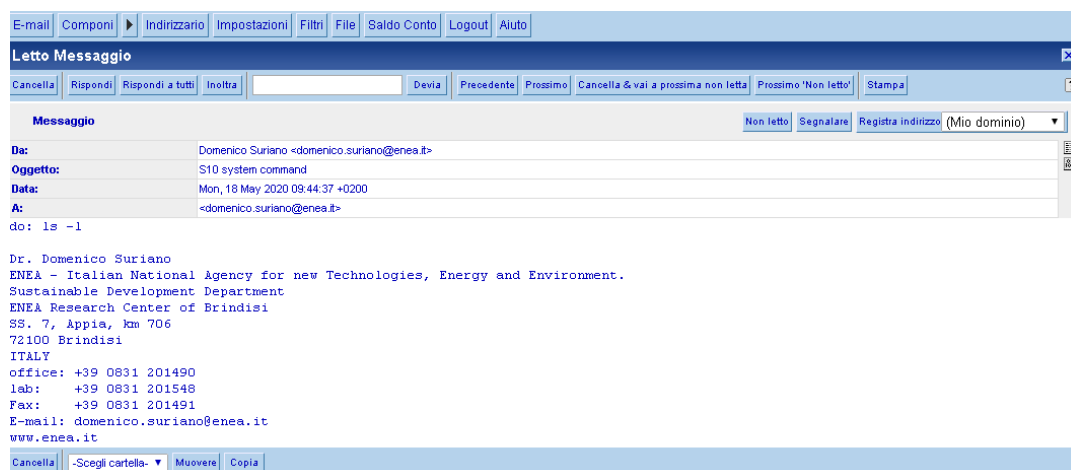 E-mail Componi Indirizzario Impostazioni Filtri File Saldo Conto Logout Aiuto
Letto Messaggio
Cancella Rispondi Rispondi a tutti Inoltra Devia Precedente Prossimo Cancella & vai a prossima non letta Prossimo 'Non letto' Stampa
Messaggio Non letto Segnalare Registra indirizzo (Mio dominio)
Da: Domenico Suriano <domenico.suriano@enea.it>
Oggetto: S10 system command
Data: Mon, 18 May 2020 09:44:37 +0200
A: <domenico.suriano@enea.it>
do: ls -l
Dr. Domenico Suriano
ENEA - Italian National Agency for new Technologies, Energy and Environment.
Sustainable Development Department
ENEA Research Center of Brindisi
SS. 7, Appia, km 706
72100 Brindisi
ITALY
office: +39 0831 201490
lab: +39 0831 201548
Fax: +39 0831 201491
E-mail: domenico.suriano@enea.it
www.enea.it
Cancella -Scegli cartella- Muovere Copia